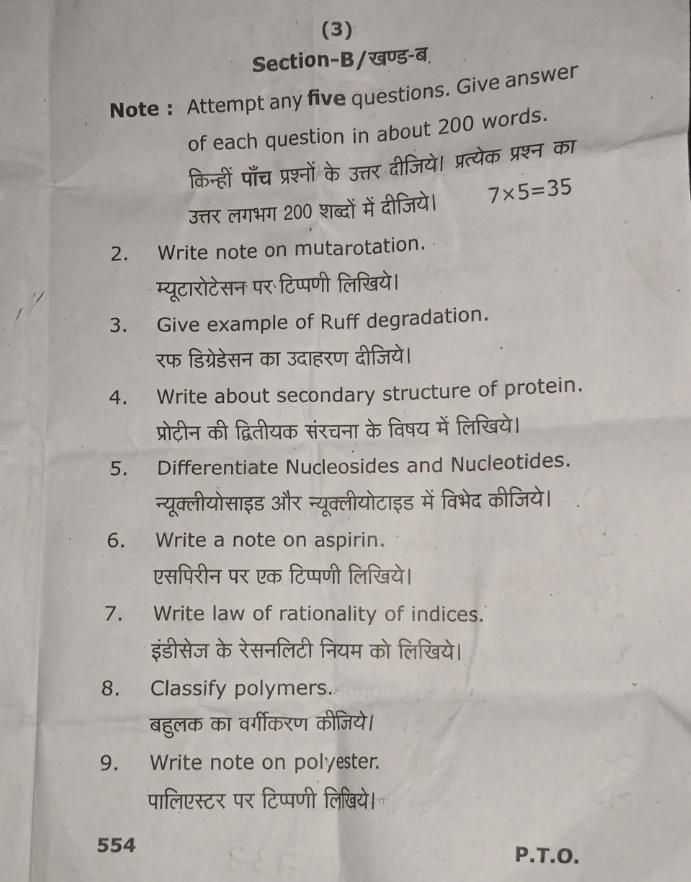 (3)
Section-B/खण्ड-ब
Note : Attempt any five questions. Give answer
of each question in about 200 words.
किन्हीं पाँच प्रश्नों के उत्तर दीजिये। प्रत्येक प्रश्न का
उत्तर लगभग 200 शब्दों में दीजिये। 7×5=35
2. Write note on mutarotation.
म्यूटारोटेसन पर टिप्पणी लिखिये।
3. Give example of Ruff degradation.
रफ डिग्रेडेसन का उदाहरण दीजिये।
4. Write about secondary structure of protein.
प्रोटीन की द्वितीयक संरचना के विषय में लिखिये।
5. Differentiate Nucleosides and Nucleotides.
न्यूक्लीयोसाइड और न्यूक्लीयोटाइड में विभेद कीजिये।
6. Write a note on aspirin.
एसपिरीन पर एक टिप्पणी लिखिये।
7. Write law of rationality of indices.
इंडीसेज के रेसनलिटी नियम को लिखिये।
8. Classify polymers.
बहुलक का वर्गीकरण कीजिये।
9. Write note on polyester.
पालिएस्टर पर टिप्पणी लिखिये।
554
P.T.O.